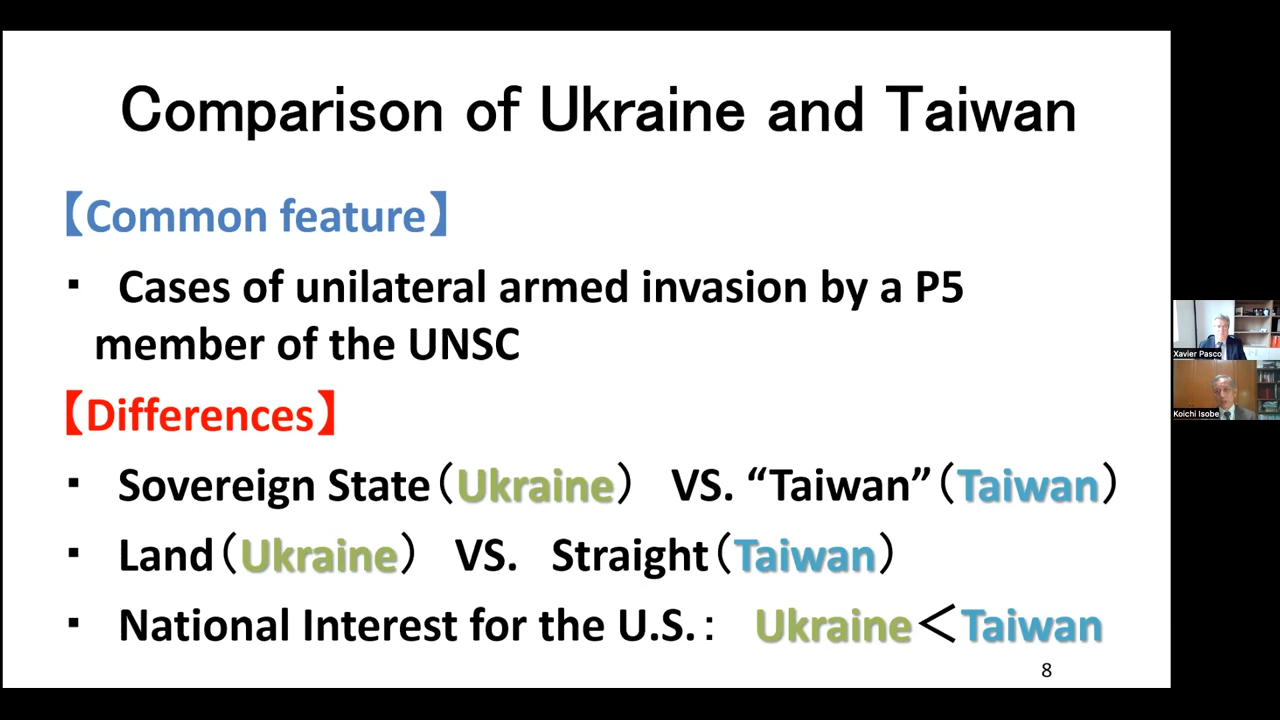 Comparison of Ukraine and Taiwan
【Common feature】
・ Cases of unilateral armed invasion by a P5
member of the UNSC
【Differences】
・ Sovereign State（Ukraine） VS. “Taiwan”（Taiwan）
・ Land（Ukraine） VS. Straight（Taiwan）
・ National Interest for the U.S.： Ukraine＜Taiwan
8
Xavier Pasco
Koichi Isobe